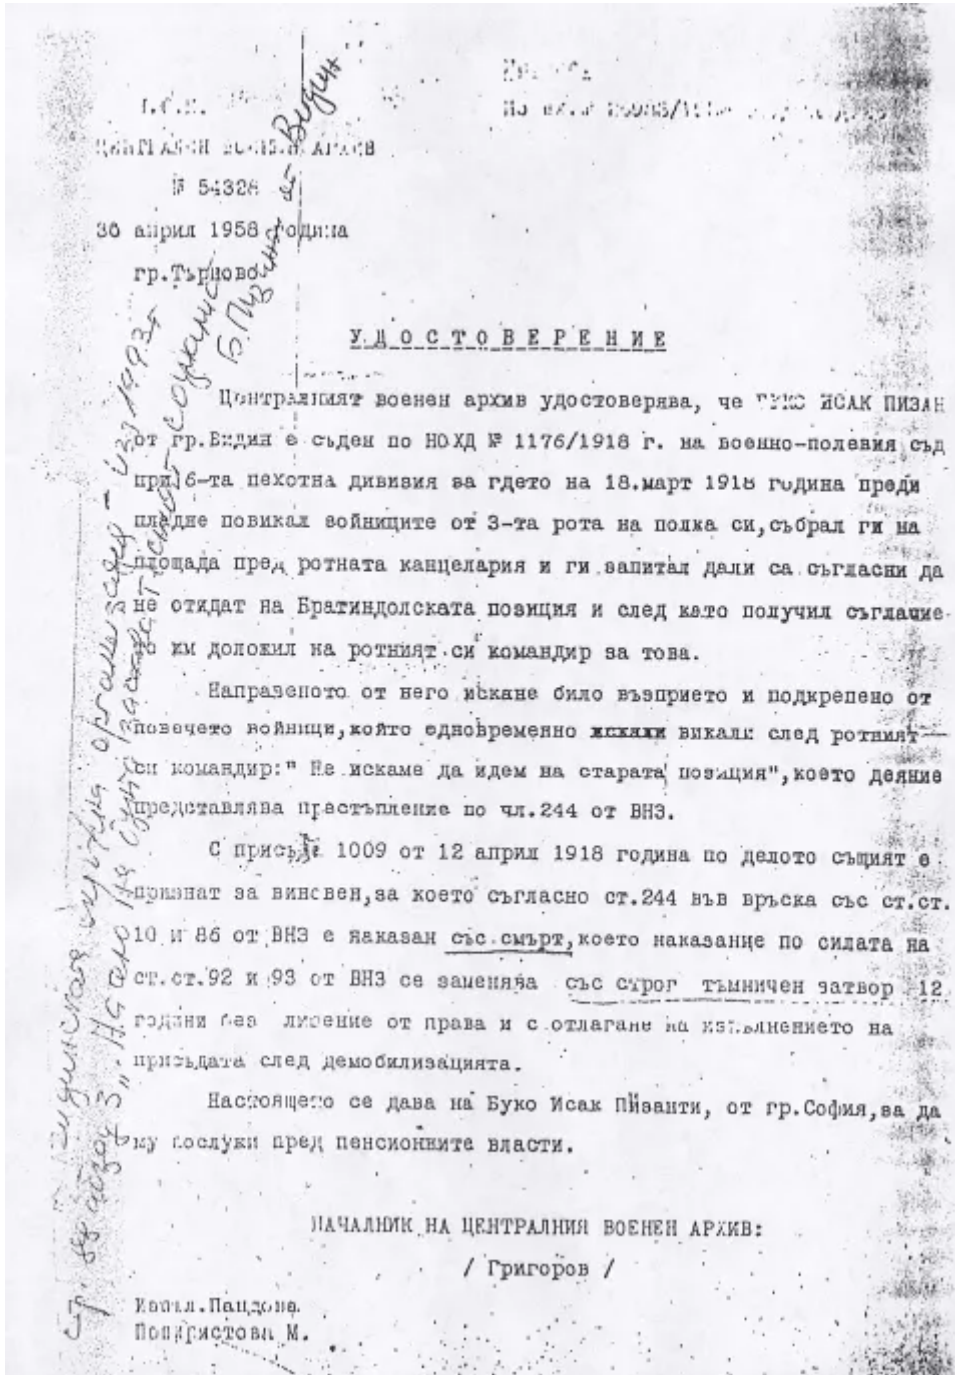 ЦЕНТРАЛЕН ВОЕНЕН АРХИВ
№ 54328
30 април 1958 година
гр.Търново
УДОСТОВЕРЕНИЕ
Централният военен архив удостоверява, че БУКО ИСАК ПИЗАН
от гр.Видин е съден по НОХД № 1176/1918 г. на военно-полевия съд
при 6-та пехотна дивизия за гдето на 18.март 1918 година преди
пладне повикал войниците от 3-та рота на полка си,събрал ги на
площада пред ротната канцелария и ги запитал дали са съгласни да
не отидат на Братиндолската позиция и след като получил съгласие-
то им доложил на ротният си командир за това.
Направеното от него искане било възприето и подкрепено от
повечето войници,който едновременно искали викали след ротният
си командир:" Не искаме да идем на старата позиция",което деяние
представлява престъпление по чл.244 от ВНЗ.
С присъда 1009 от 12 април 1918 година по делото същият е
признат за виновен,за което съгласно ст.244 във връска със ст.ст.
10 и 86 от ВНЗ е наказан със смърт,което наказание по силата на
ст.ст.92 и 93 от ВНЗ се заменява със строг тъмничен затвор 12
години без лишение от права и с отлагане на изпълнението на
присъдата след демобилизацията.
Настоящето се дава на Буко Исак Пизанти, от гр.София,за да
му послужи пред пенсионните власти.
НАЧАЛНИК НА ЦЕНТРАЛНИЯ ВОЕНЕН АРХИВ:
/ Григоров /
Попхристова М.
Б.Пизанти от Видин